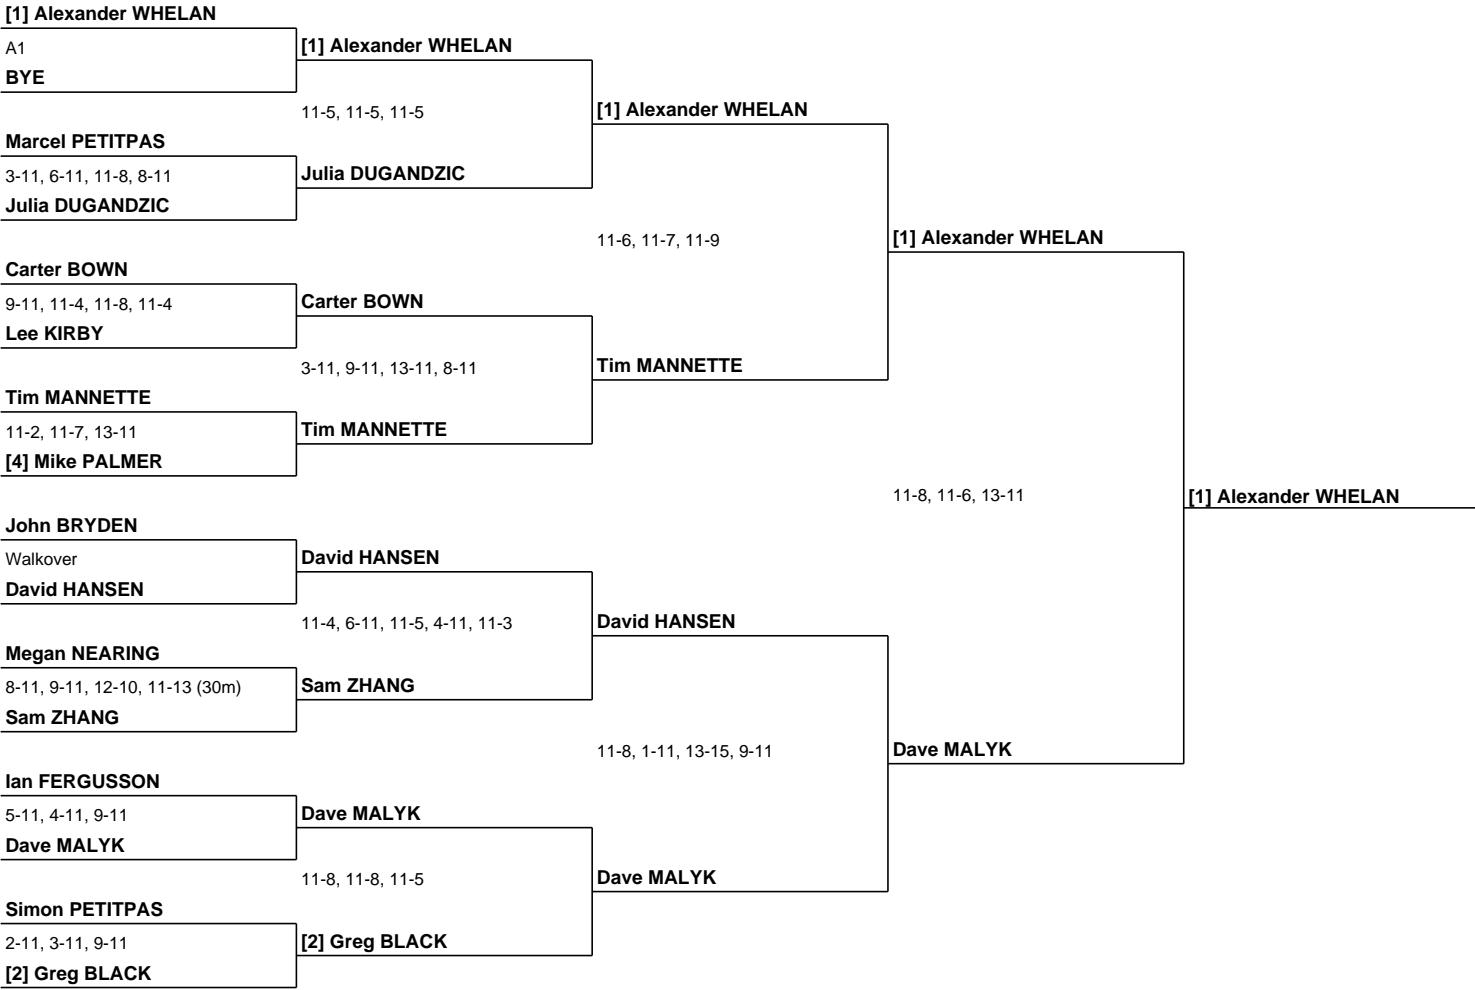 [1] Alexander WHELAN
A1
BYE
Marcel PETITPAS
3-11, 6-11, 11-8, 8-11
Julia DUGANDZIC
Carter BOWN
9-11, 11-4, 11-8, 11-4
Lee KIRBY
Tim MANNETTE
11-2, 11-7, 13-11
[4] Mike PALMER
John BRYDEN
Walkover
David HANSEN
Megan NEARING
8-11, 9-11, 12-10, 11-13 (30m)
Sam ZHANG
Ian FERGUSSON
5-11, 4-11, 9-11
Dave MALYK
Simon PETITPAS
2-11, 3-11, 9-11
[2] Greg BLACK
[1] Alexander WHELAN
11-5, 11-5, 11-5
Julia DUGANDZIC
Carter BOWN
3-11, 9-11, 13-11, 8-11
Tim MANNETTE
David HANSEN
11-4, 6-11, 11-5, 4-11, 11-3
Sam ZHANG
Dave MALYK
11-8, 11-8, 11-5
[2] Greg BLACK
[1] Alexander WHELAN
11-6, 11-7, 11-9
Tim MANNETTE
David HANSEN
11-8, 1-11, 13-15, 9-11
Dave MALYK
[1] Alexander WHELAN
11-8, 11-6, 13-11
Dave MALYK
[1] Alexander WHELAN